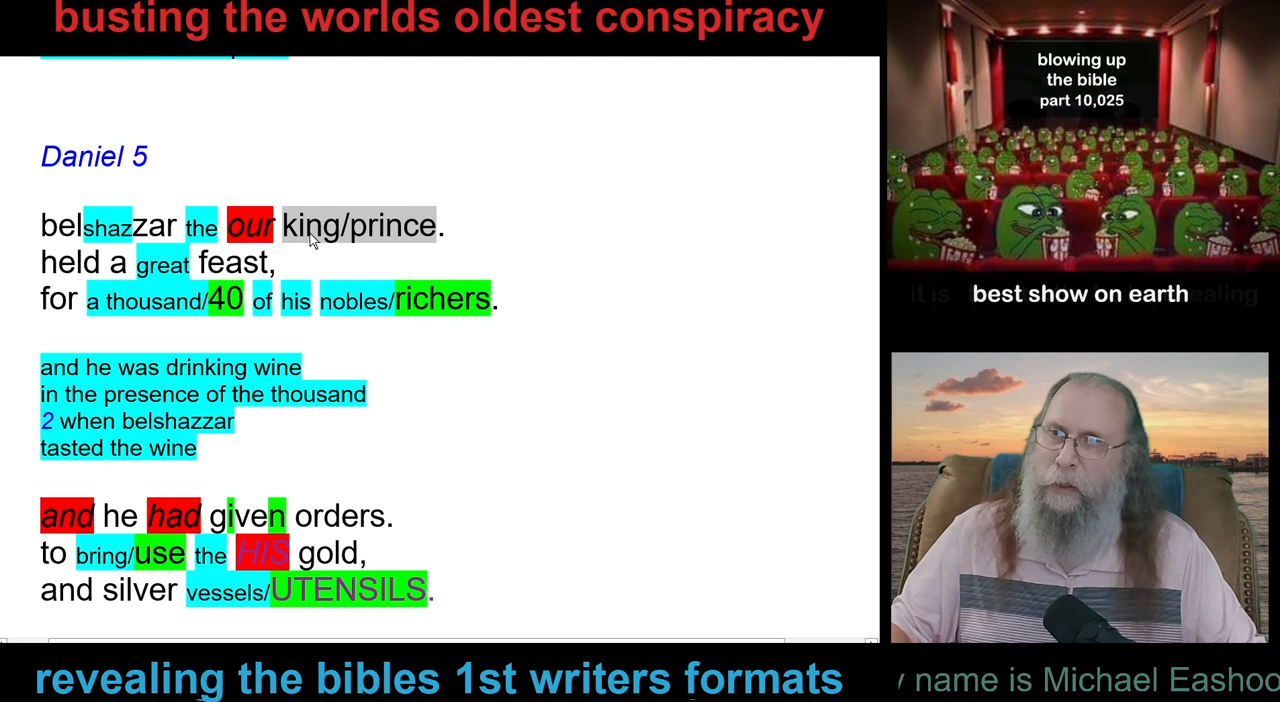 busting the worlds oldest conspiracy
Daniel 5
belshazzar the our king/prince.
held a great feast,
for a thousand/40 of his nobles/richers.
and he was drinking wine
in the presence of the thousand
2 when belshazzar
tasted the wine
and he had given orders.
to bring/use the HIS gold,
and silver vessels/UTENSILS.
revealing the bibles 1st writers formats
blowing up
the bible
part 10,025
it is best show on earth ealing
name is Michael Eashoo